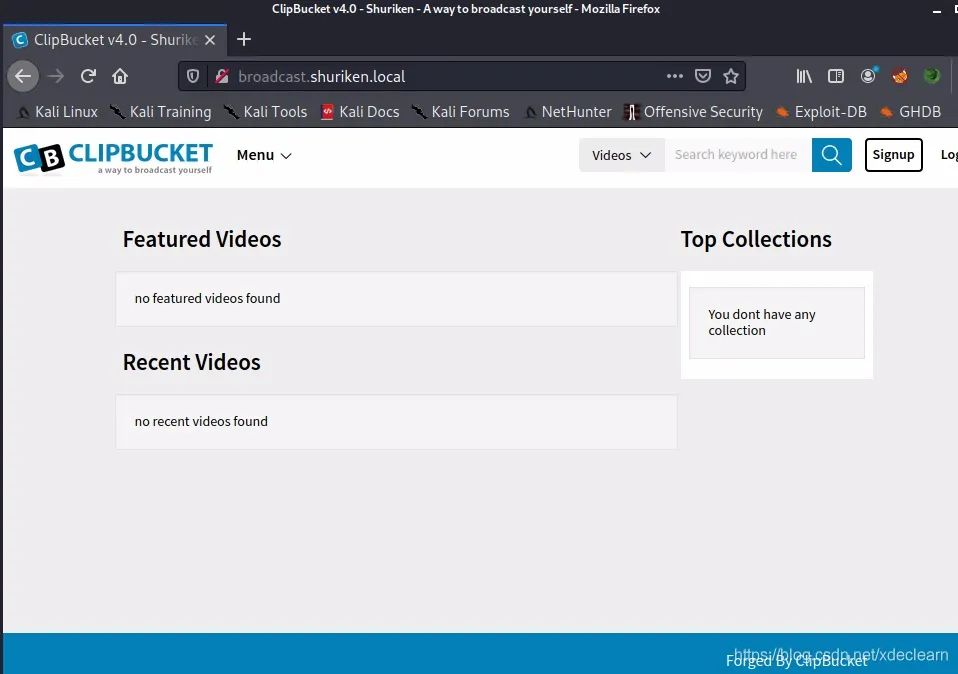 ClipBucket v4.0 - Shuriken - A way to broadcast yourself - Mozilla Firefox
ClipBucket v4.0 - Shurike
broadcast.shuriken.local
Kali Linux Kali Training Kali Tools Kali Docs Kali Forums NetHunter Offensive Security Exploit-DB GHDB
CB CLIPBUCKET
a way to broadcast yourself
Menu
Videos
Search keyword here
Signup
Log
Featured Videos
no featured videos found
Top Collections
You dont have any
collection
Recent Videos
no recent videos found
https://blog.csdn.net/xdeclearn
Forged By ClipBucket